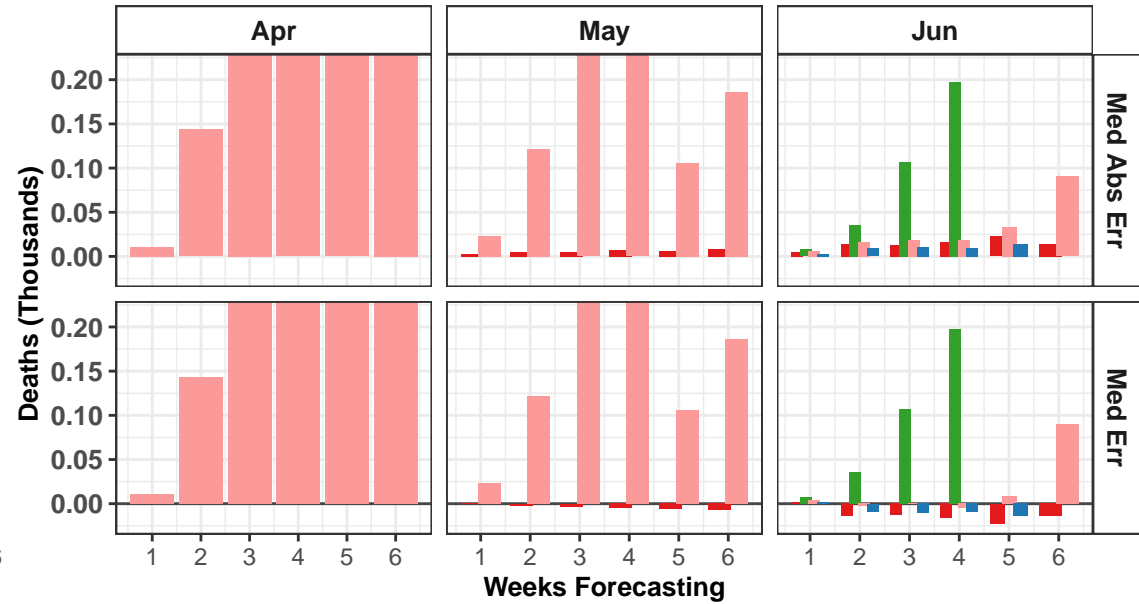 Apr May Jun
0.20
0.15
0.10
0.05
0.00
Med Abs Err
Deaths (Thousands)
0.20
0.15
0.10
0.05
0.00
Med Err
1 2 3 4 5 6 1 2 3 4 5 6 1 2 3 4 5 6
Weeks Forecasting